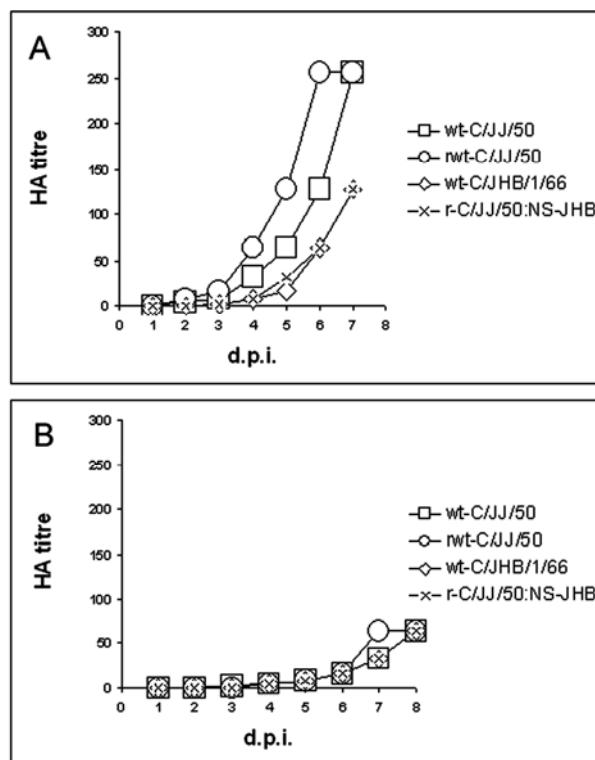 A
300
250
200
150
100
50
0
HA titre
0 1 2 3 4 5 6 7 8
d.p.i.
wt-C/JJ/50
rwt-C/JJ/50
wt-C/JHB/1/66
r-C/JJ/50:NS-JHB
B
300
250
200
150
100
50
0
HA titre
0 1 2 3 4 5 6 7 8
d.p.i.
wt-C/JJ/50
rwt-C/JJ/50
wt-C/JHB/1/66
r-C/JJ/50:NS-JHB